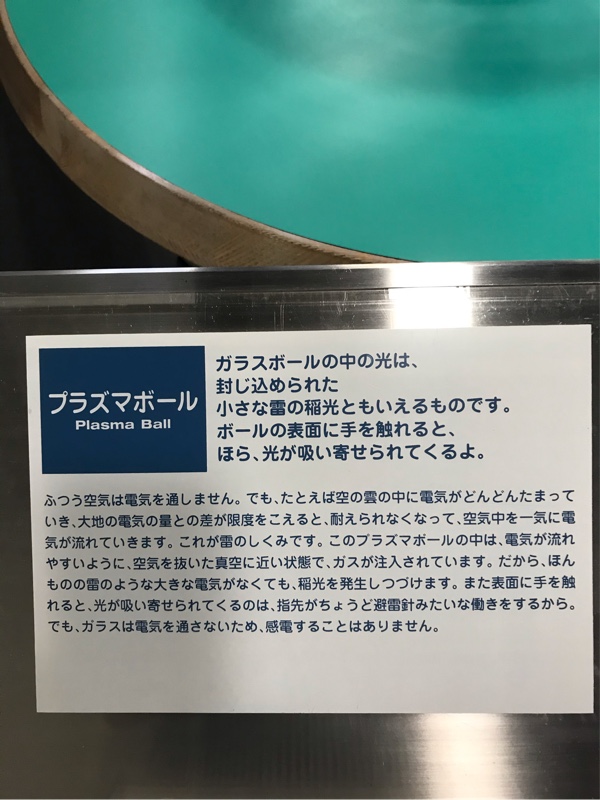 プラズマボール
Plasma Ball
ガラスボールの中の光は、
封じ込められた
小さな雷の稲光ともいえるものです。
ボールの表面に手を触れると、
ほら、光が吸い寄せられてくるよ。
ふつう空気は電気を通しません。でも、たとえば空の雲の中に電気がどんどんたまって
いき、大地の電気の量との差が限度をこえると、耐えられなくなって、空気中を一気に電
気が流れていきます。これが雷のしくみです。このプラズマボールの中は、電気が流れ
やすいように、空気を抜いた真空に近い状態で、ガスが注入されています。だから、ほん
ものの雷のような大きな電気がなくても、稲光を発生しつづけます。また表面に手を触
れると、光が吸い寄せられてくるのは、指先がちょうど避雷針みたいな働きをするから。
でも、ガラスは電気を通さないため、感電することはありません。